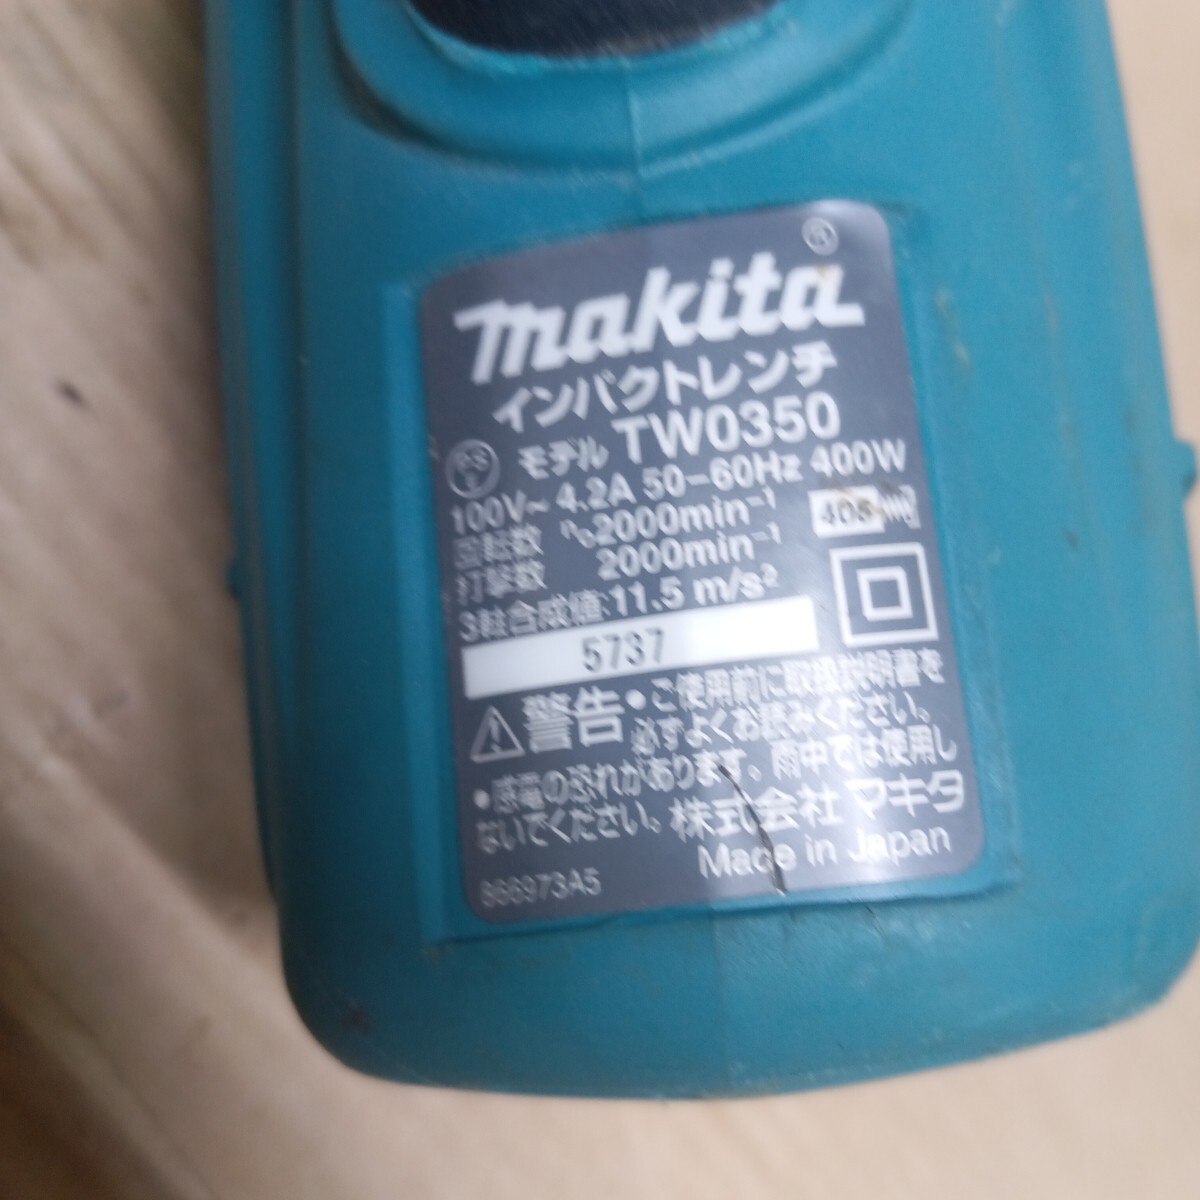 makita®
インパクトレンチ
モデル TW0350
100V~ 4.2A 50-60Hz 400W
回転数 n₀2000min⁻¹
打撃数 2000min⁻¹
3軸合成値:11.5 m/s²
5737
警告 •ご使用前に取扱説明書を
必ずよくお読みください。
•感電の恐れがあります。雨中では使用し
ないでください。株式会社 マキタ
Made in Japan
866973A5